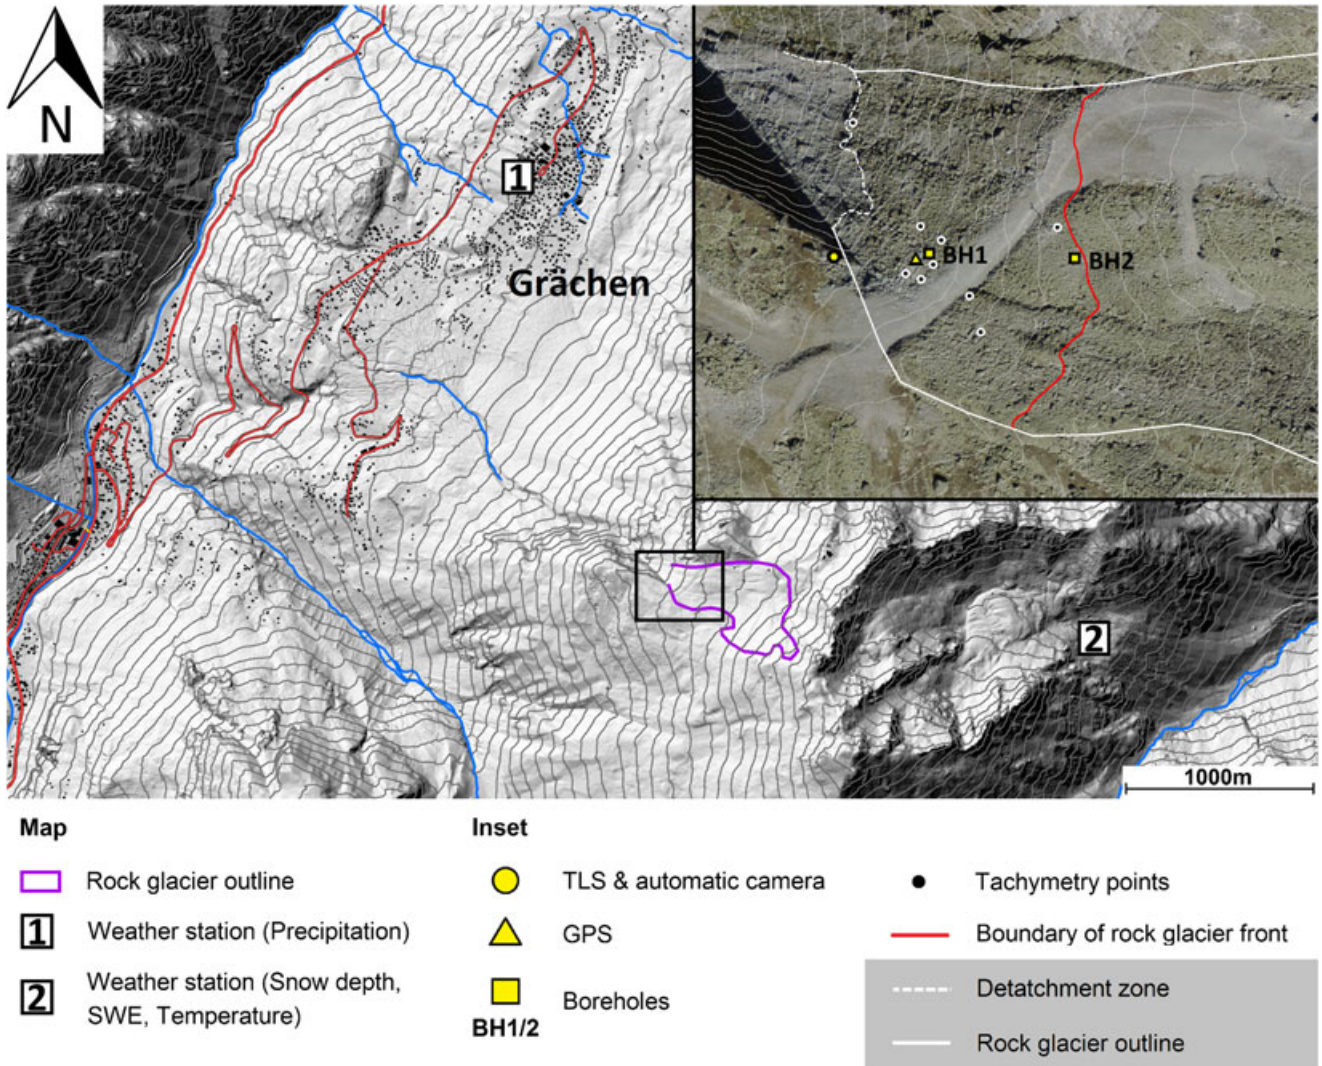 N
1
Grächen
BH1
BH2
2
1000m
Map
Rock glacier outline
1
Weather station (Precipitation)
2
Weather station (Snow depth,
SWE, Temperature)
Inset
TLS & automatic camera
GPS
Boreholes
BH1/2
Tachymetry points
Boundary of rock glacier front
Detatchment zone
Rock glacier outline